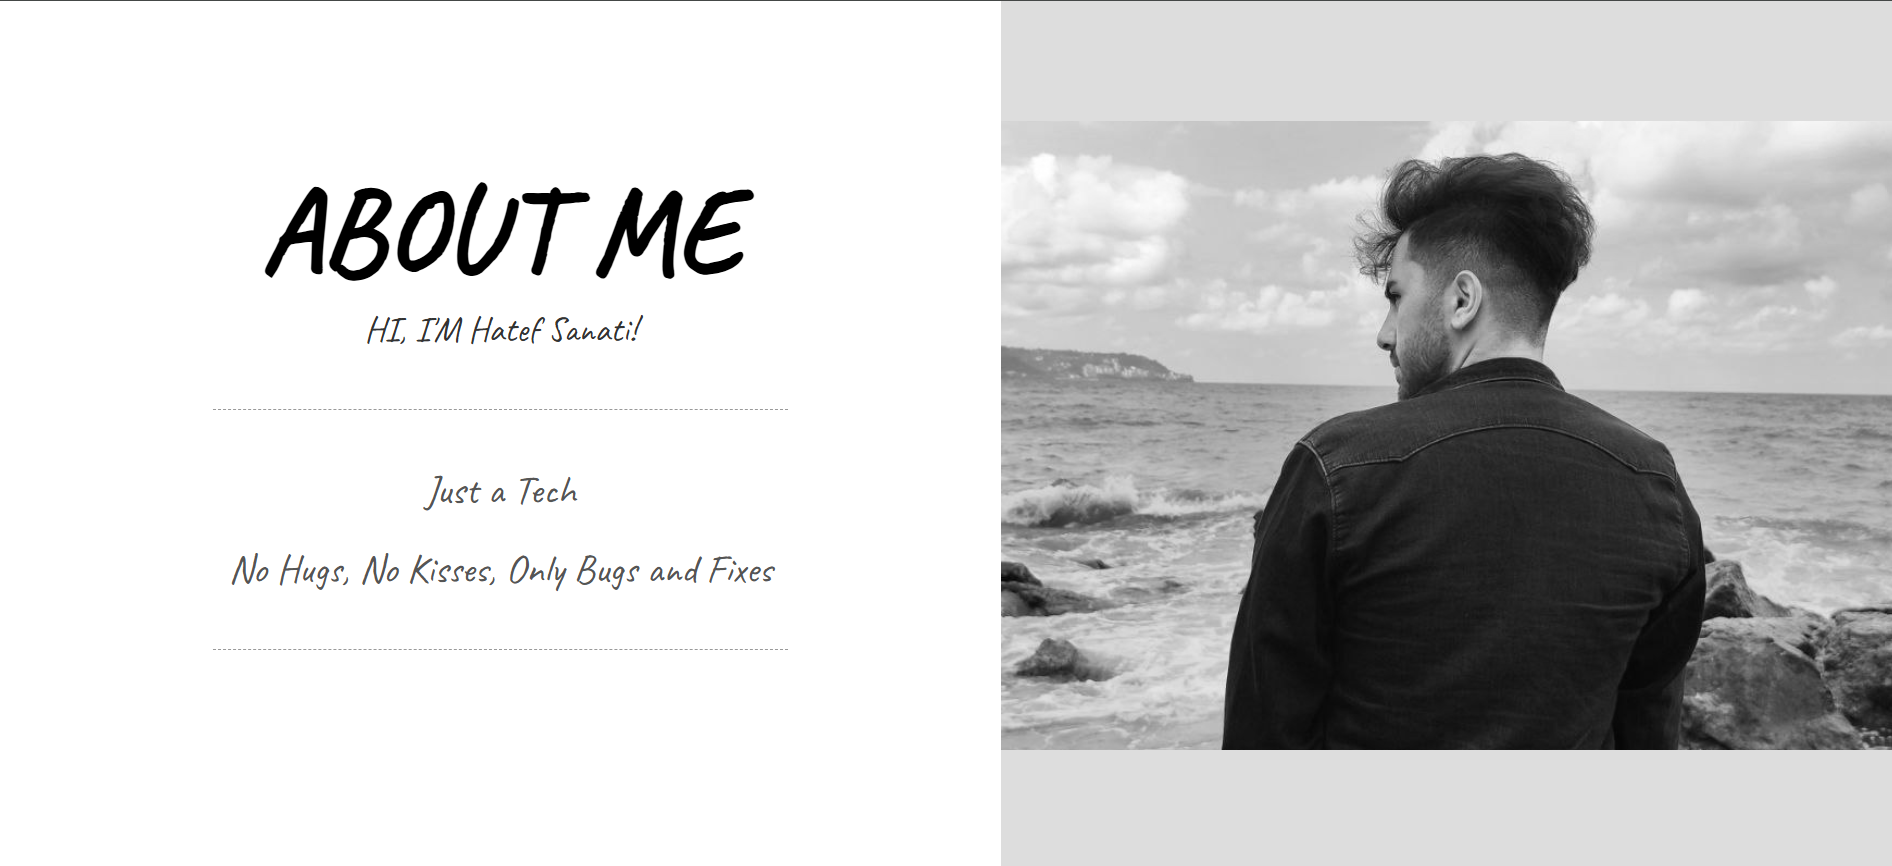 ABOUT ME
HI, I'M Hatef Sanati!
Just a Tech
No Hugs, No Kisses, Only Bugs and Fixes